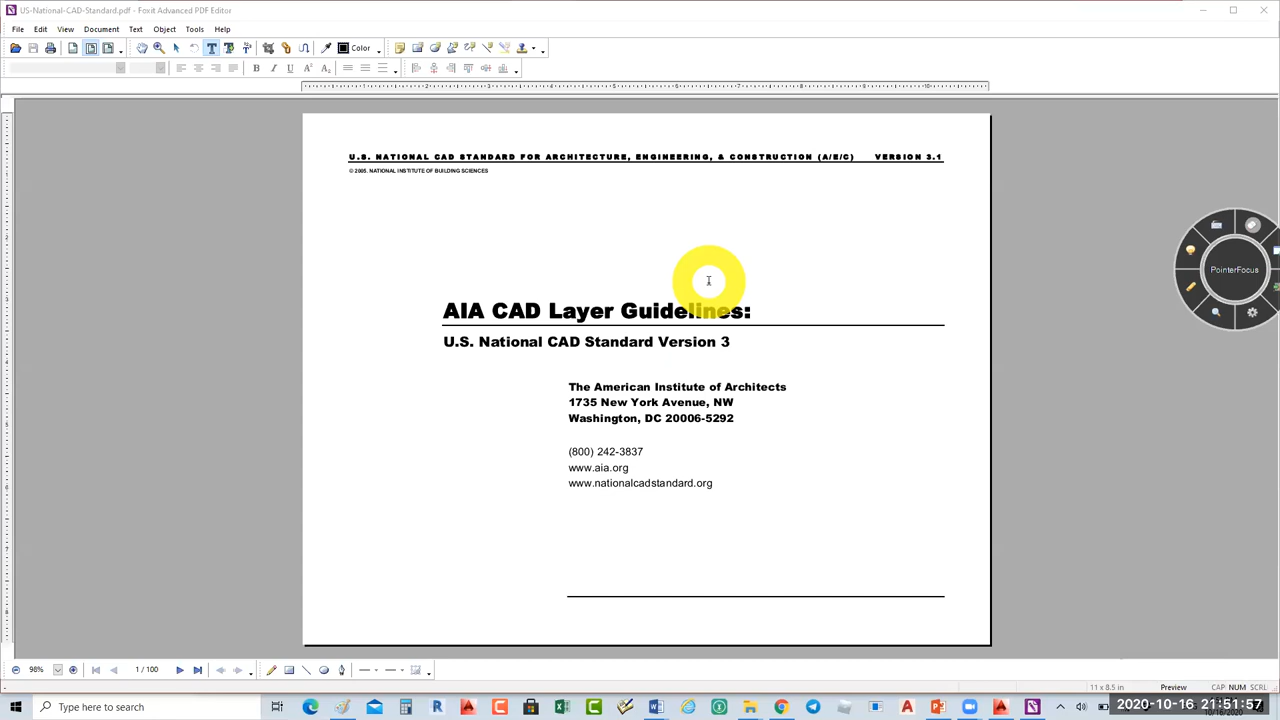 US-National-CAD-Standard.pdf - Foxit Advanced PDF Editor
File Edit View Document Text Object Tools Help
Color
U.S. NATIONAL CAD STANDARD FOR ARCHITECTURE, ENGINEERING, & CONSTRUCTION (A/E/C) VERSION 3.1
© 2005. NATIONAL INSTITUTE OF BUILDING SCIENCES
PointerFocus
AIA CAD Layer Guidelines:
U.S. National CAD Standard Version 3
The American Institute of Architects
1735 New York Avenue, NW
Washington, DC 20006-5292
(800) 242-3837
www.aia.org
www.nationalcadstandard.org
98% 1 / 100
11 x 8.5 in Preview CAP NUM SCRL
Type here to search
2020-10-16 21:51:57